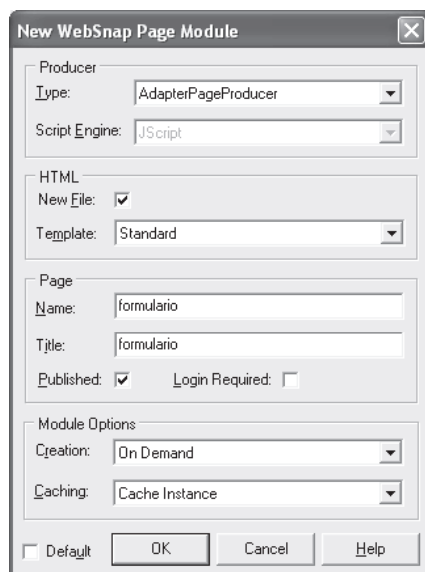 New WebSnap Page Module
Producer
Type: AdapterPageProducer
Script Engine: JScript
HTML
New File:
Template: Standard
Page
Name: formulario
Title: formulario
Published: Login Required:
Module Options
Creation: On Demand
Caching: Cache Instance
Default OK Cancel Help